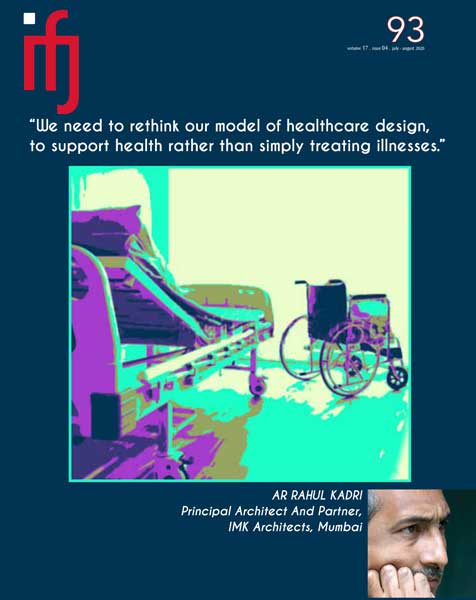 ifj
93
volume 17 . issue 04 . july - august 2020
“We need to rethink our model of healthcare design,
to support health rather than simply treating illnesses.”
AR RAHUL KADRI
Principal Architect And Partner,
IMK Architects, Mumbai